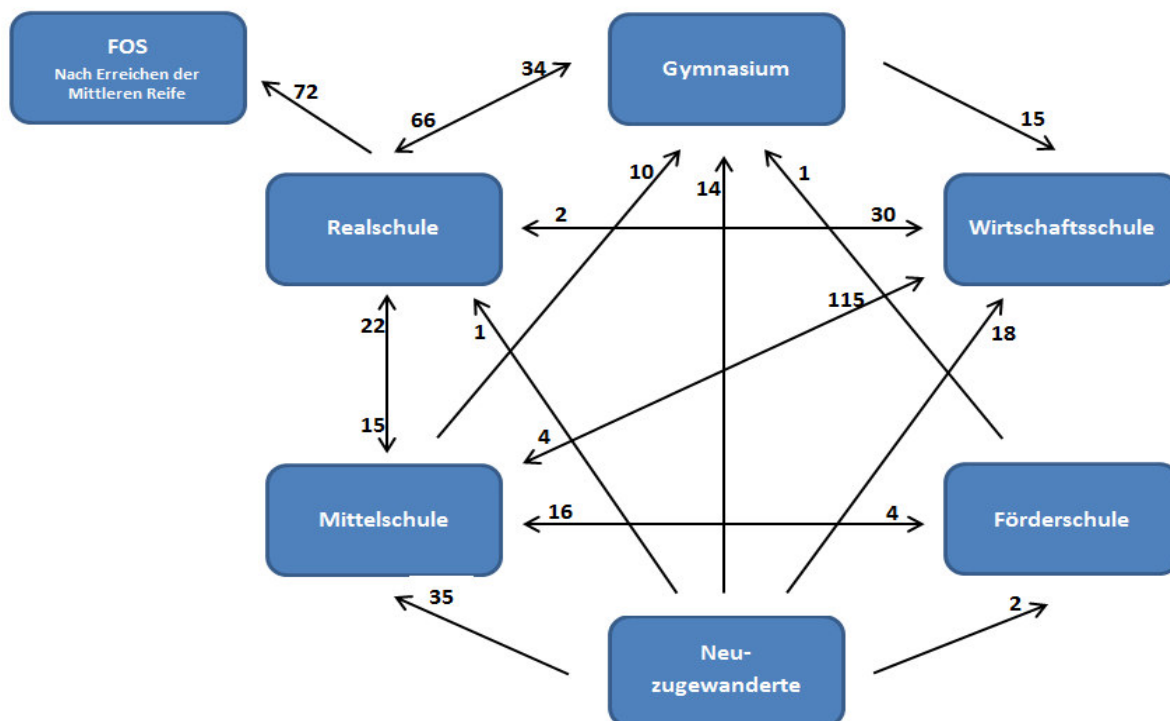 FOS
Nach Erreichen der
Mittleren Reife
Gymnasium
34
72
66
15
10
14
1
Realschule
2
30
Wirtschaftsschule
115
22
1
18
15
4
Mittelschule
16
4
Förderschule
35
2
Neu-
zugewanderte